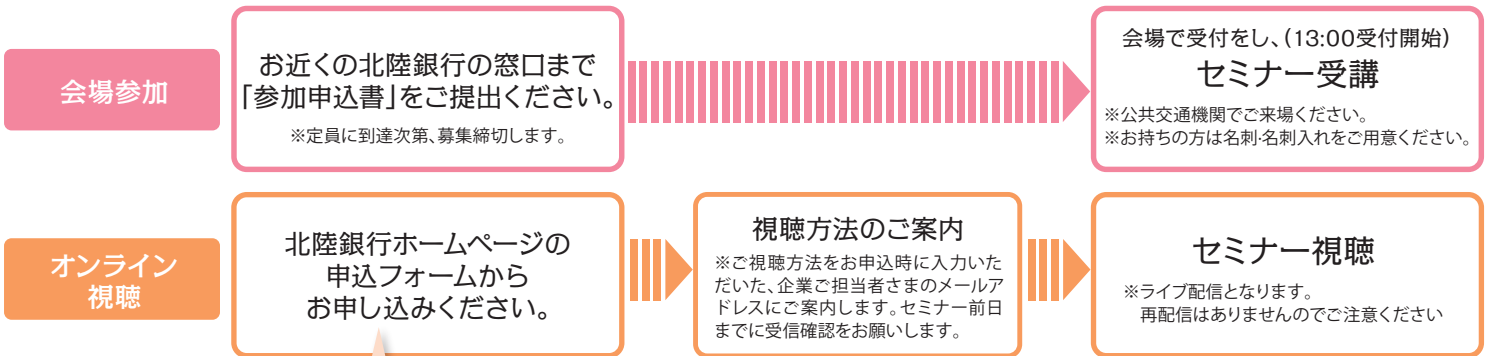 会場参加
お近くの北陸銀行の窓口まで
「参加申込書」をご提出ください。
※定員に到達次第、募集締切します。
会場で受付をし、(13:00受付開始)
セミナー受講
※公共交通機関でご来場ください。
※お持ちの方は名刺・名刺入れをご用意ください。
オンライン
視聴
北陸銀行ホームページの
申込フォームから
お申し込みください。
視聴方法のご案内
※ご視聴方法をお申込時に入力いた
だいた、企業ご担当者さまのメールア
ドレスにご案内します。セミナー前日
までに受信確認をお願いします。
セミナー視聴
※ライブ配信となります。
再配信はありませんのでご注意ください